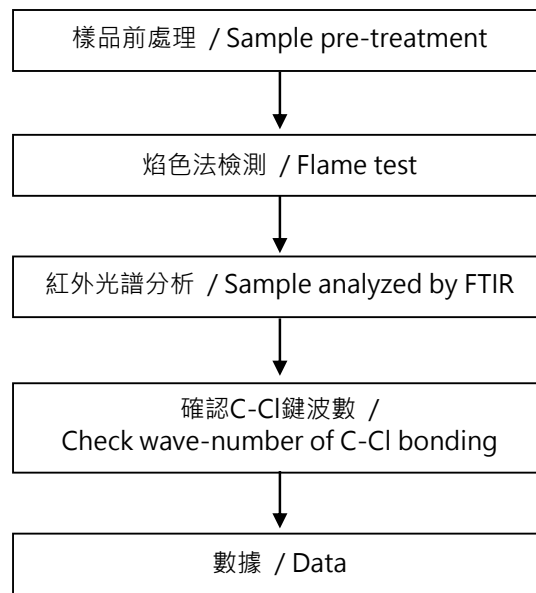 樣品前處理 / Sample pre-treatment
焰色法檢測 / Flame test
紅外光譜分析 / Sample analyzed by FTIR
確認C-Cl鍵波數 /
Check wave-number of C-Cl bonding
數據 / Data